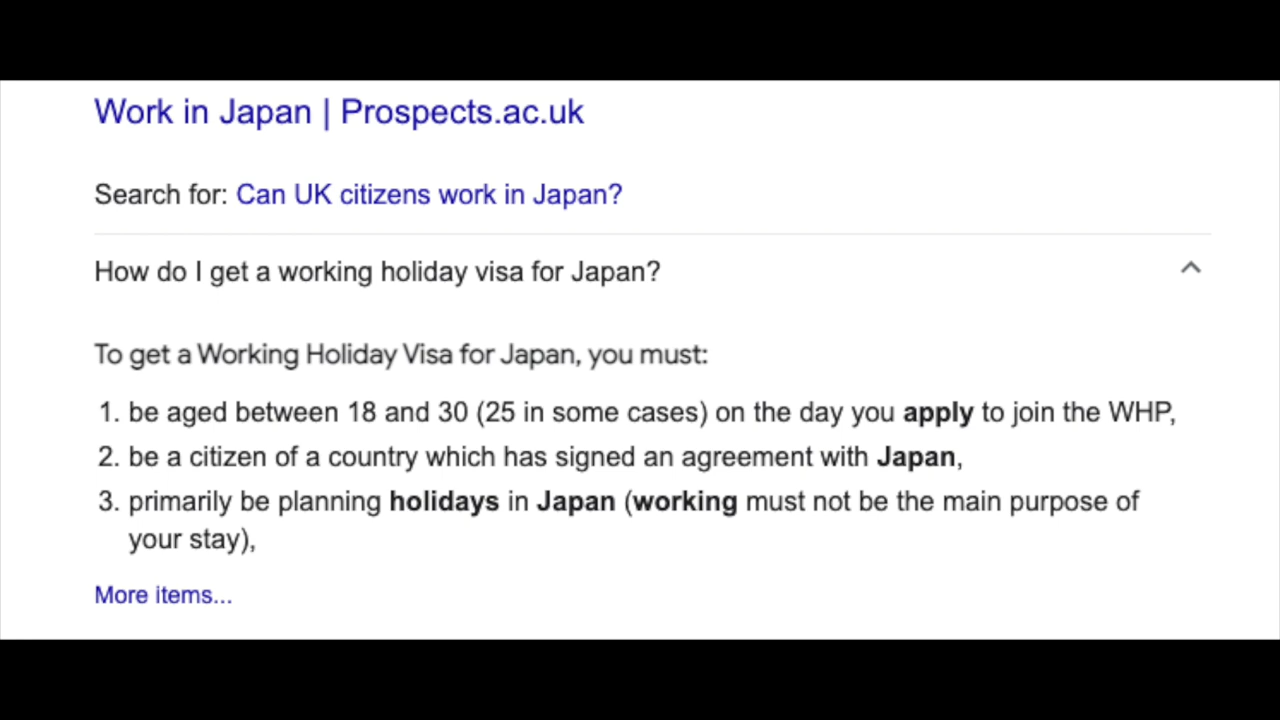 Work in Japan | Prospects.ac.uk
Search for: Can UK citizens work in Japan?
How do I get a working holiday visa for Japan?
To get a Working Holiday Visa for Japan, you must:
1. be aged between 18 and 30 (25 in some cases) on the day you apply to join the WHP,
2. be a citizen of a country which has signed an agreement with Japan,
3. primarily be planning holidays in Japan (working must not be the main purpose of
your stay),
More items...